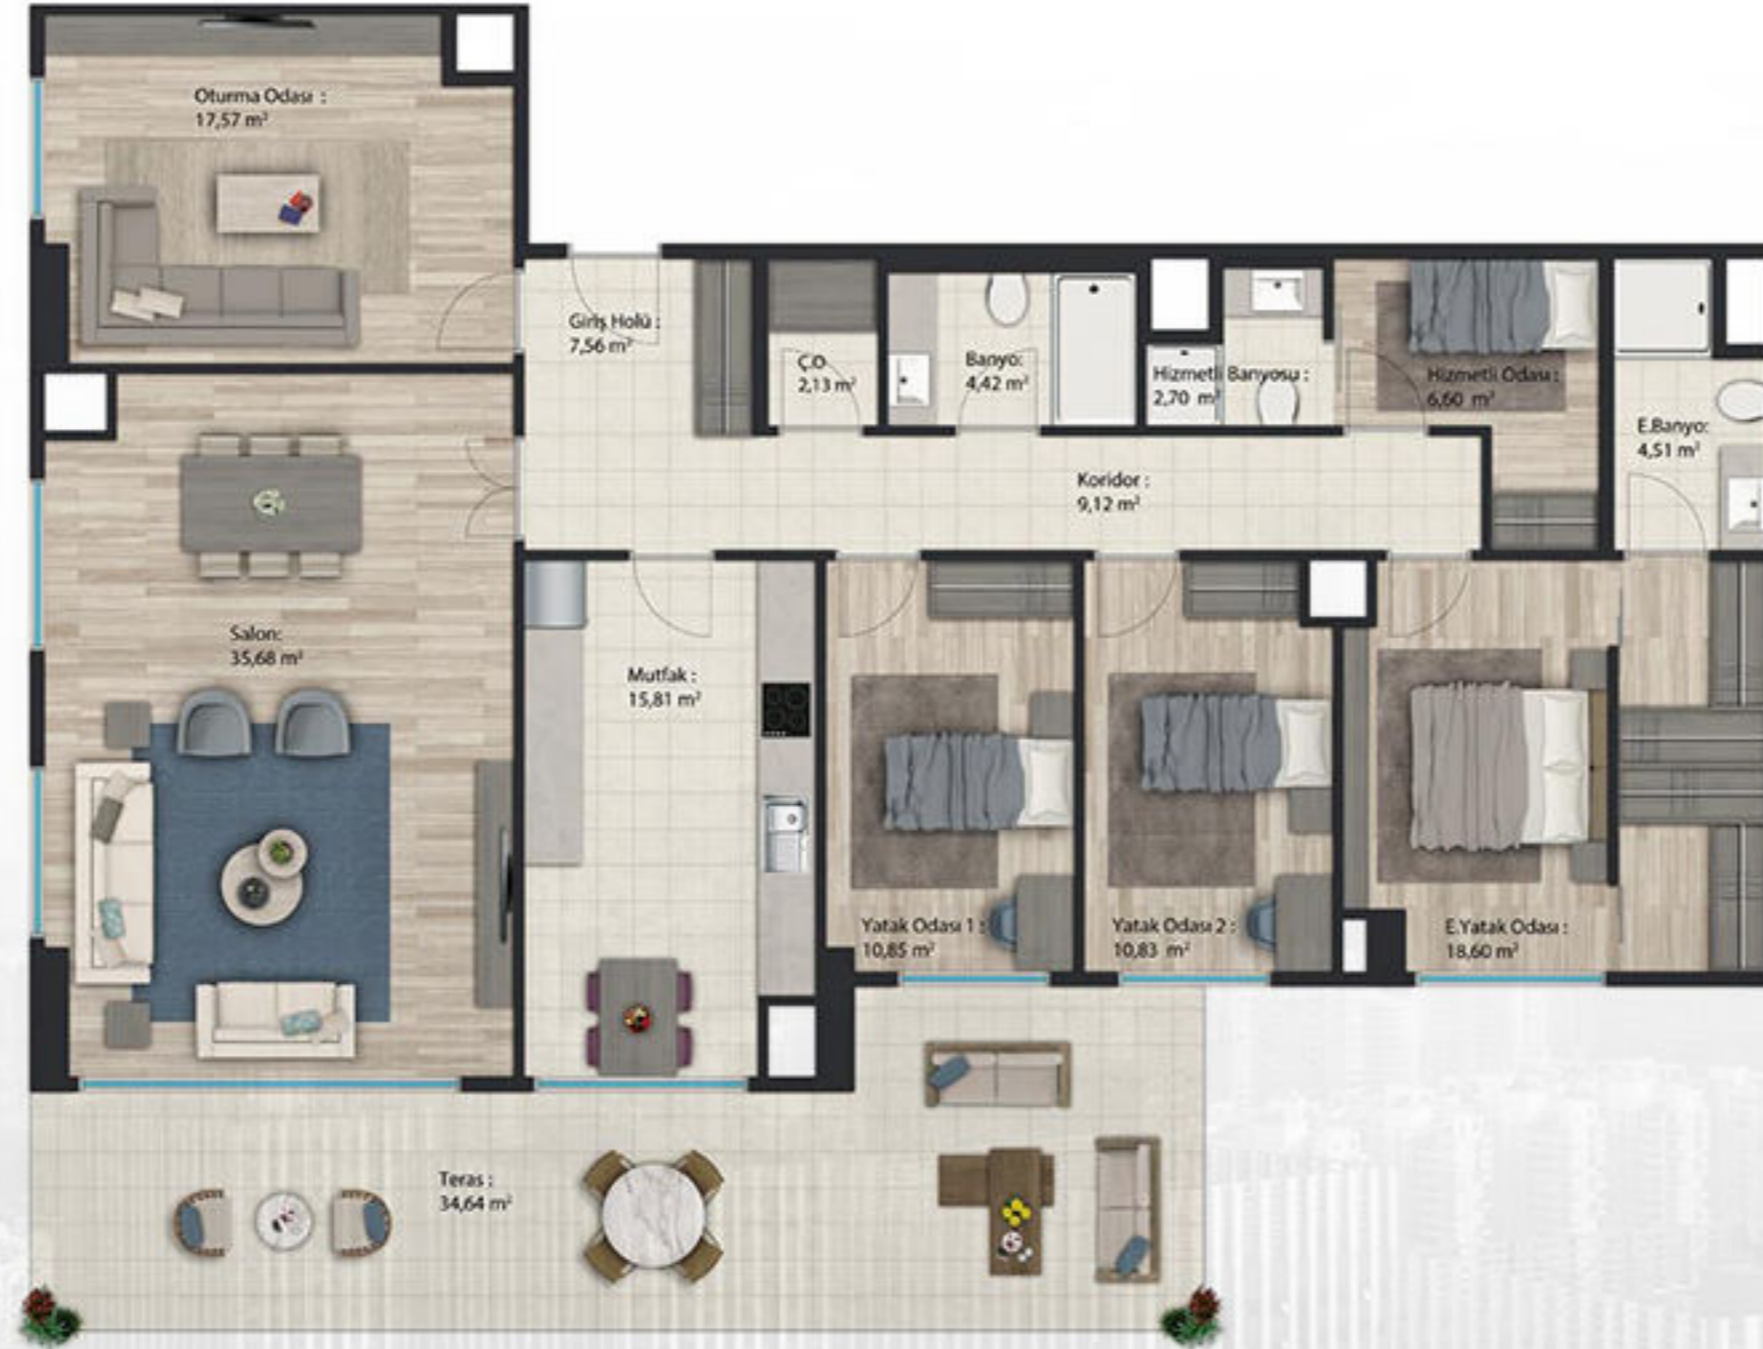 Oturma Odası :
17,57 m²
Giriş Holü :
7,56 m²
Ç.O
2,13 m²
Banyo:
4,42 m²
Hizmetli Banyosu :
2,70 m²
Hizmetli Odası :
6,60 m²
E.Banyo:
4,51 m²
Koridor :
9,12 m²
Salon:
35,68 m²
Mutfak :
15,81 m²
Yatak Odası 1 :
10,85 m²
Yatak Odası 2 :
10,83 m²
E.Yatak Odası :
18,60 m²
Teras :
34,64 m²